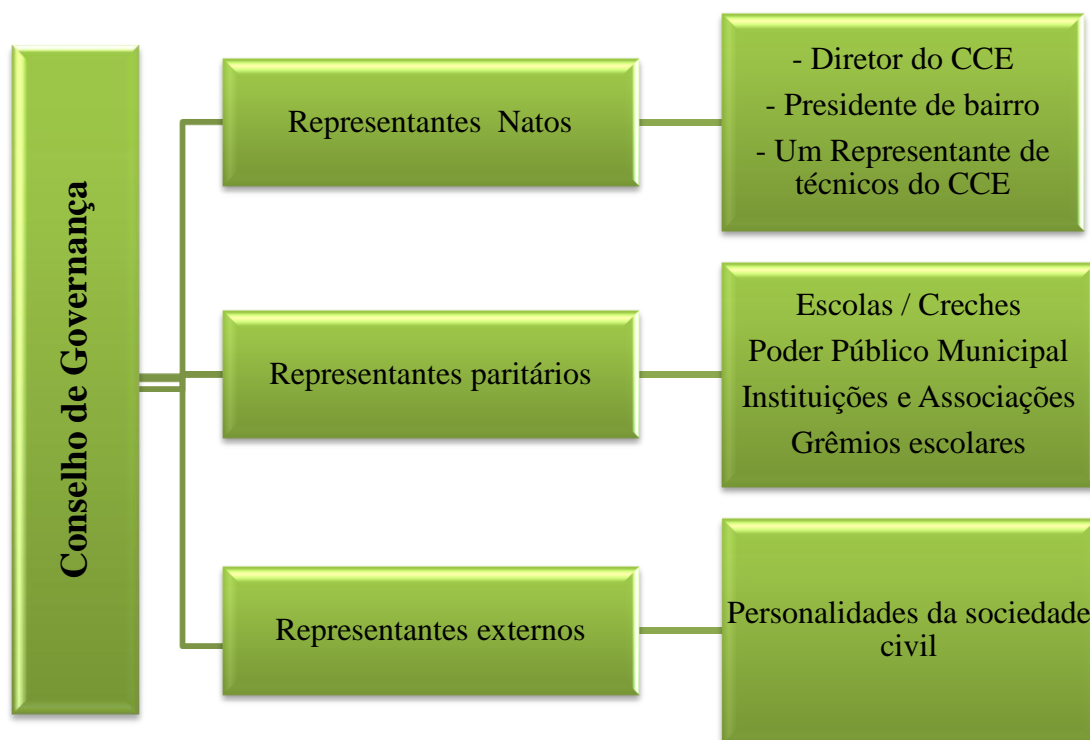 Conselho de Governança
Representantes Natos
- Diretor do CCE
- Presidente de bairro
- Um Representante de
técnicos do CCE
Representantes paritários
Escolas / Creches
Poder Público Municipal
Instituições e Associações
Grêmios escolares
Representantes externos
Personalidades da sociedade
civil